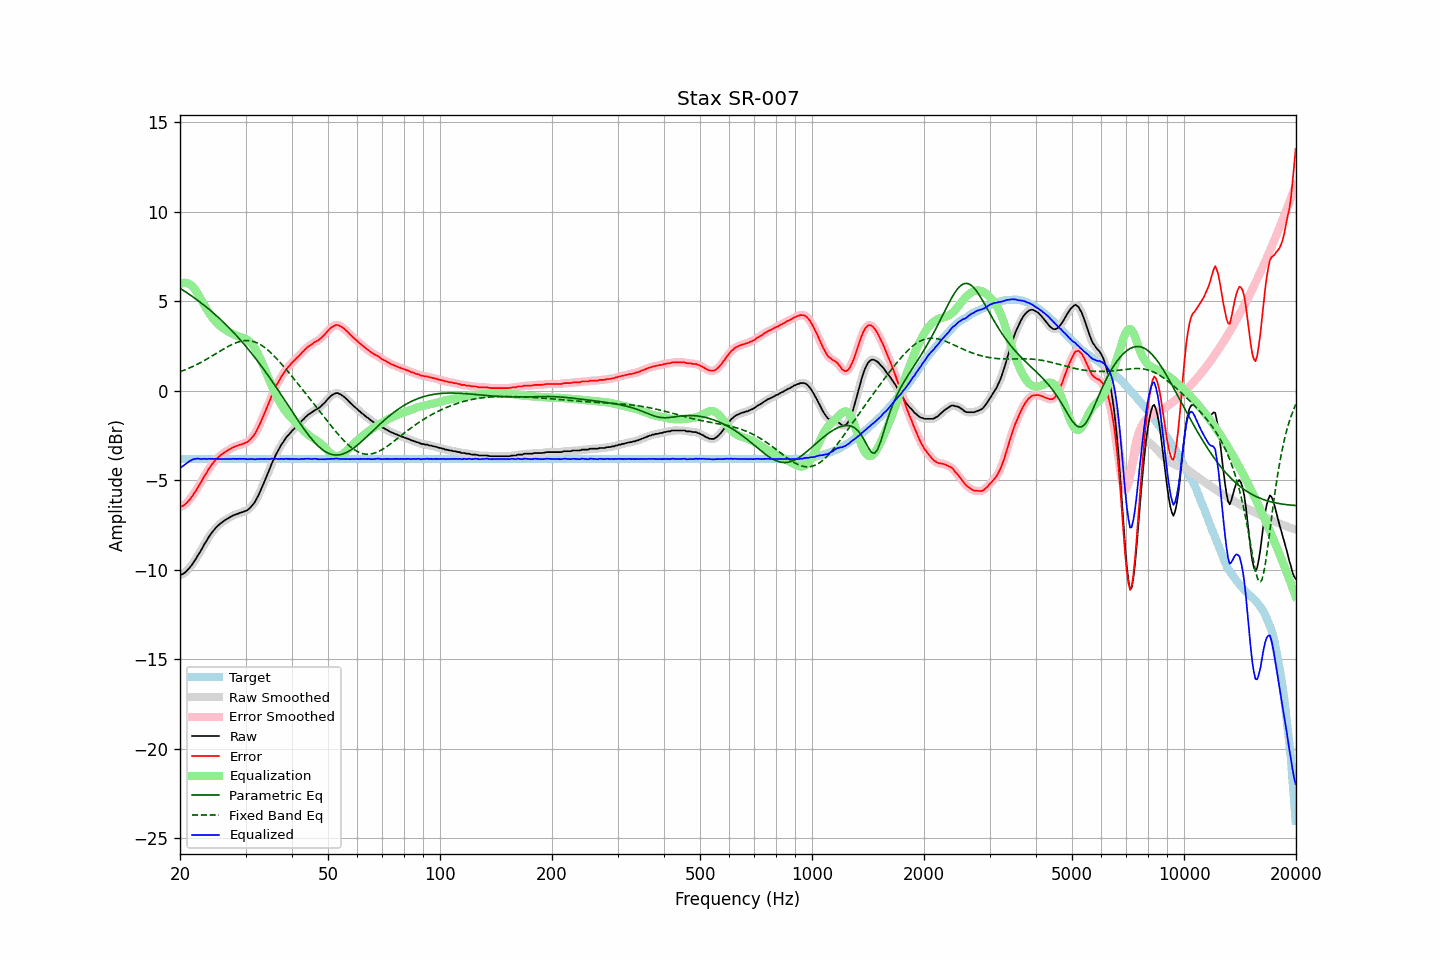 Stax SR-007
Amplitude (dBr)
15
10
5
0
−5
−10
−15
−20
−25
Target
Raw Smoothed
Error Smoothed
Raw
Error
Equalization
Parametric Eq
Fixed Band Eq
Equalized
20
50
100
200
500
1000
2000
5000
10000
20000
Frequency (Hz)